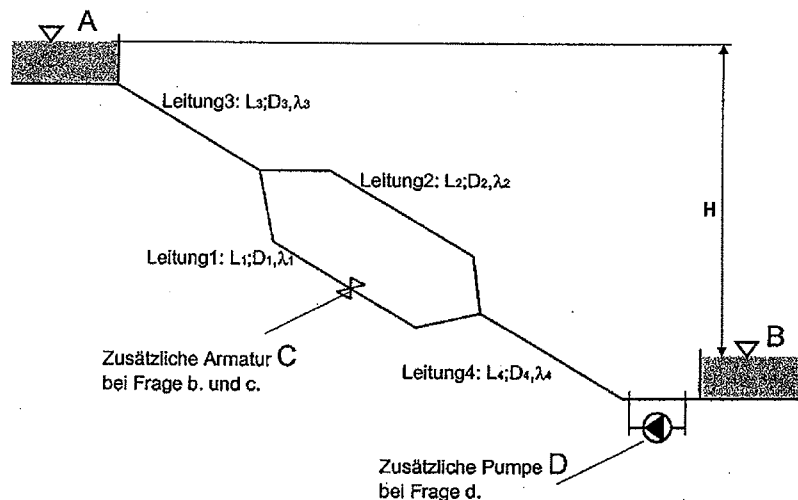 A
Leitung3: L₃;D₃,λ₃
Leitung2: L₂;D₂,λ₂
H
Leitung1: L₁;D₁,λ₁
B
Zusätzliche Armatur C
bei Frage b. und c.
Leitung4: L₄;D₄,λ₄
Zusätzliche Pumpe D
bei Frage d.